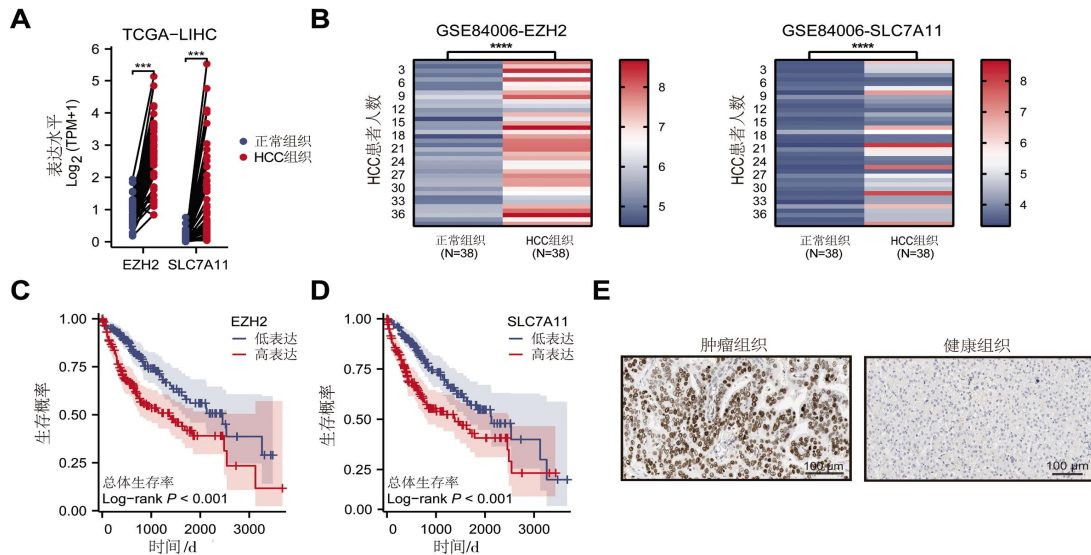 A
TCGA-LIHC
***
***
6
5
4
3
2
1
0
表达水平
Log₂ (TPM+1)
EZH2
SLC7A11
正常组织
HCC组织
B
GSE84006-EZH2
****
3
6
9
12
15
18
21
24
27
30
33
36
HCC患者人数
正常组织
(N=38)
HCC组织
(N=38)
8
7
6
5
GSE84006-SLC7A11
****
3
6
9
12
15
18
21
24
27
30
33
36
HCC患者人数
正常组织
(N=38)
HCC组织
(N=38)
8
7
6
5
4
C
EZH2
低表达
高表达
1.00
0.75
0.50
0.25
0.00
生存概率
总体生存率
Log-rank P < 0.001
0
1000
2000
3000
时间/d
D
SLC7A11
低表达
高表达
1.00
0.75
0.50
0.25
0.00
生存概率
总体生存率
Log-rank P < 0.001
0
1000
2000
3000
时间/d
E
肿瘤组织
100 μm
健康组织
100 μm